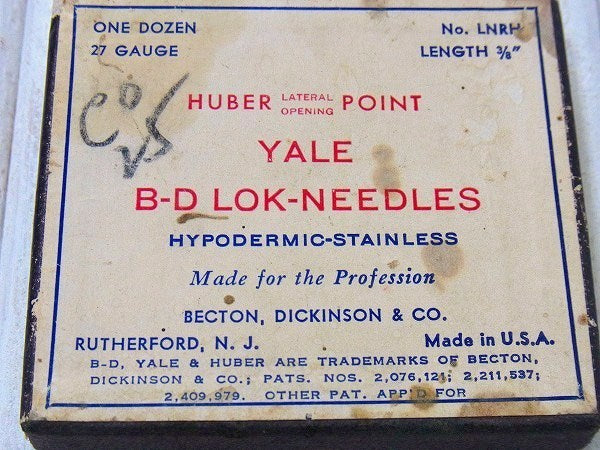 ONE DOZEN
27 GAUGE
No. LNRH
LENGTH ⅜"
HUBER LATERAL OPENING POINT
YALE
B-D LOK-NEEDLES
HYPODERMIC-STAINLESS
Made for the Profession
BECTON, DICKINSON & CO.
RUTHERFORD, N. J. Made in U.S.A.
B-D, YALE & HUBER ARE TRADEMARKS OF BECTON,
DICKINSON & CO.; PATS. NOS. 2,076,121; 2,211,537;
2,409,979. OTHER PAT. APP'D FOR